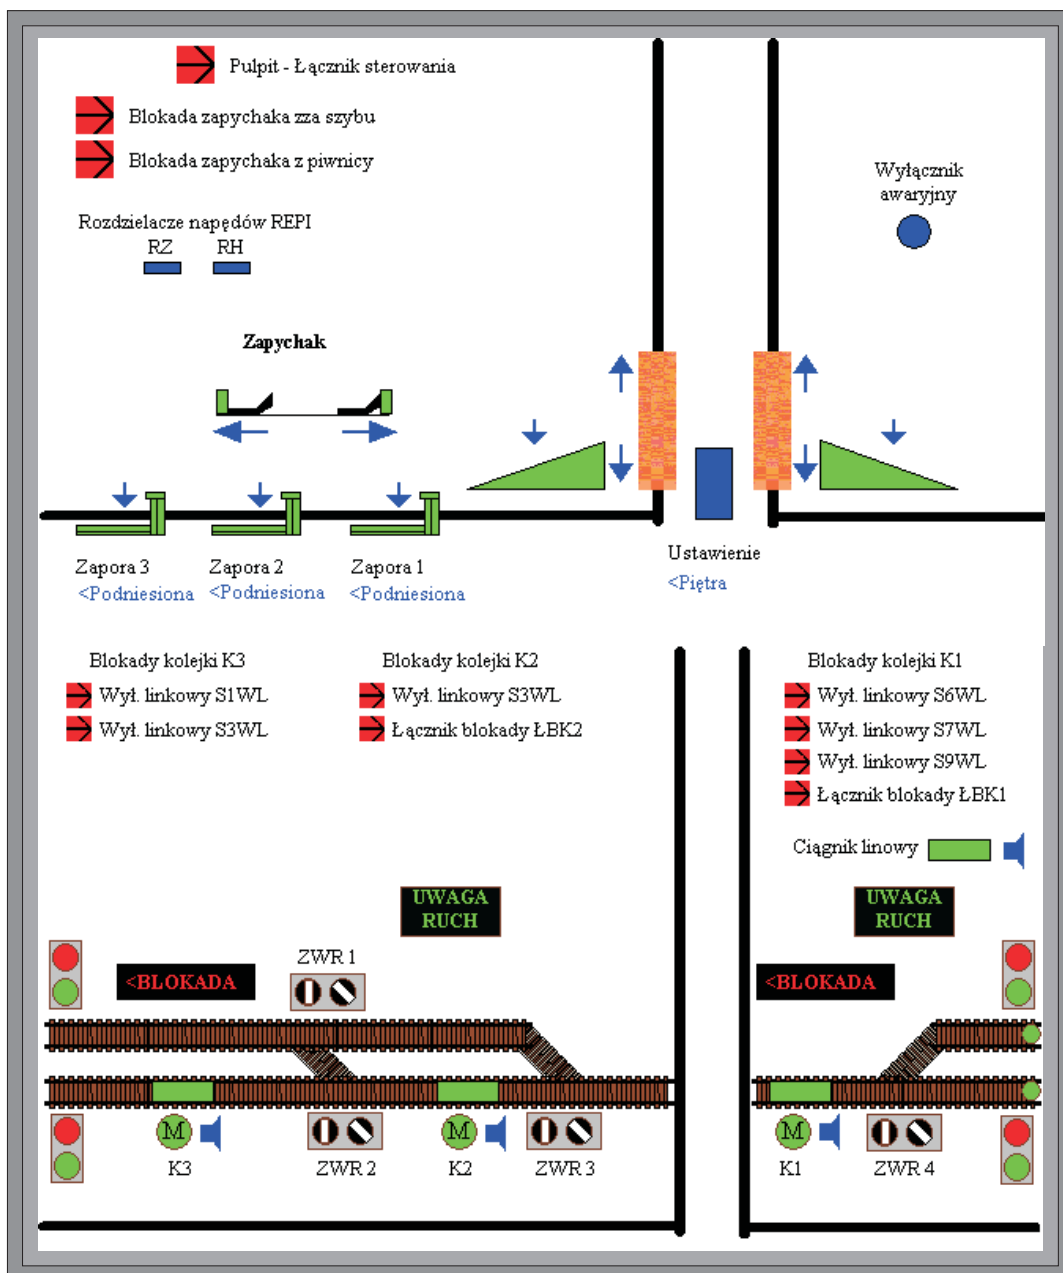 Pulpit - Łącznik sterowania
Blokada zapychaka zza szybu
Blokada zapychaka z piwnicy
Wyłącznik
awaryjny
Rozdzielacze napędów REPI
RZ RH
Zapychak
Zapora 3 Zapora 2 Zapora 1
<Podniesiona <Podniesiona <Podniesiona
Ustawienie
<Piętra
Blokady kolejki K3
Wył. linkowy S1WL
Wył. linkowy S3WL
Blokady kolejki K2
Wył. linkowy S3WL
Łącznik blokady ŁBK2
Blokady kolejki K1
Wył. linkowy S6WL
Wył. linkowy S7WL
Wył. linkowy S9WL
Łącznik blokady ŁBK1
Ciągnik linowy
UWAGA
RUCH
UWAGA
RUCH
ZWR 1
<BLOKADA
<BLOKADA
M M M
K3 ZWR 2 K2 ZWR 3 K1 ZWR 4